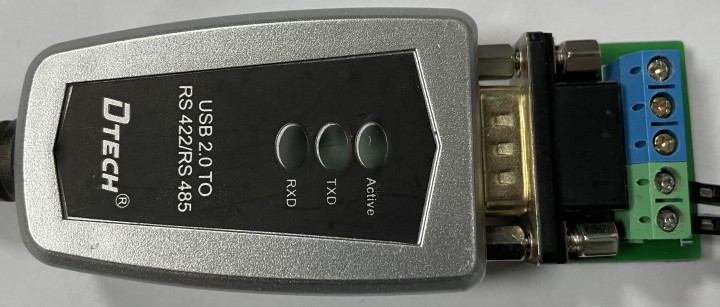 DTECH®
USB 2.0 TO
RS 422/RS 485
RXD
TXD
Active